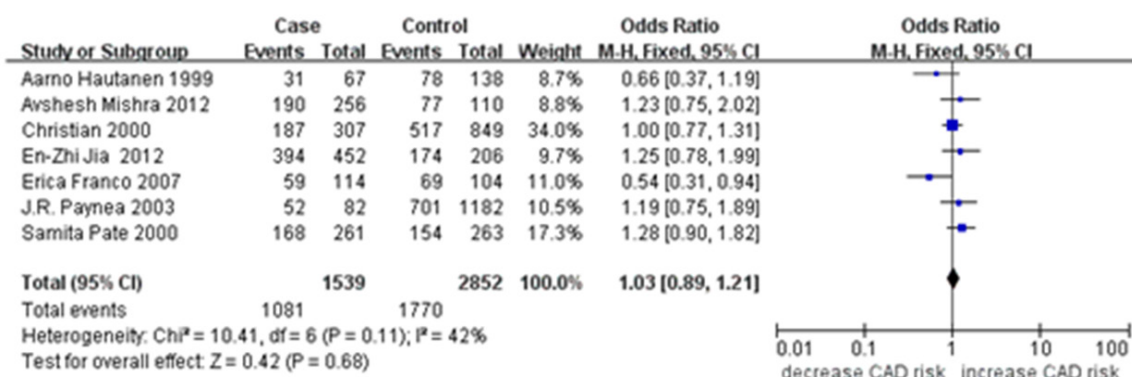 Case Control Odds Ratio Odds Ratio
Study or Subgroup Events Total Events Total Weight M-H, Fixed, 95% CI M-H, Fixed, 95% CI
Aarno Hautanen 1999 31 67 78 138 8.7% 0.66 [0.37, 1.19]
Avshesh Mishra 2012 190 256 77 110 8.8% 1.23 [0.75, 2.02]
Christian 2000 187 307 517 849 34.0% 1.00 [0.77, 1.31]
En-Zhi Jia 2012 394 452 174 206 9.7% 1.25 [0.78, 1.99]
Erica Franco 2007 59 114 69 104 11.0% 0.54 [0.31, 0.94]
J.R. Paynea 2003 52 82 701 1182 10.5% 1.19 [0.75, 1.89]
Samita Pate 2000 168 261 154 263 17.3% 1.28 [0.90, 1.82]
Total (95% CI) 1539 2852 100.0% 1.03 [0.89, 1.21]
Total events 1081 1770
Heterogeneity: Chi² = 10.41, df = 6 (P = 0.11); I² = 42%
Test for overall effect: Z = 0.42 (P = 0.68)
0.01 0.1 1 10 100
decrease CAD risk increase CAD risk